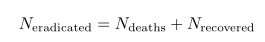 N_eradicated = N_deaths + N_recovered